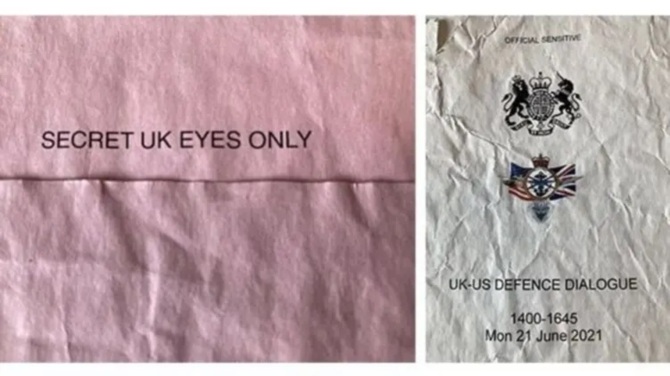 SECRET UK EYES ONLY
OFFICIAL SENSITIVE
UK-US DEFENCE DIALOGUE
1400-1645
Mon 21 June 2021